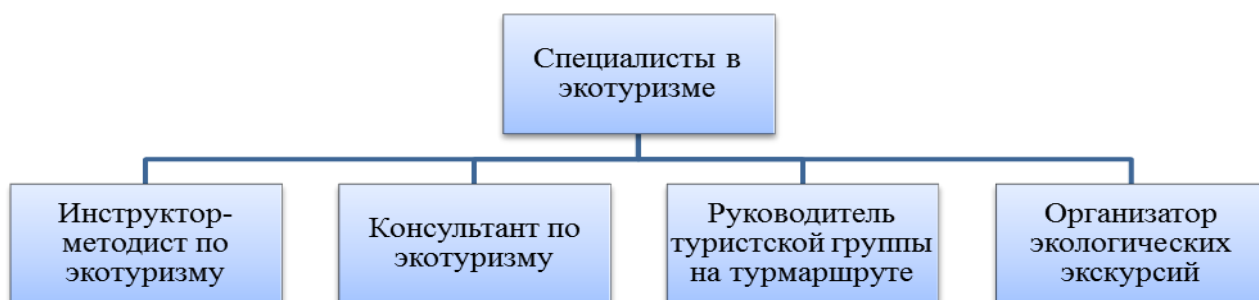 Специалисты в
экотуризме
Инструктор-
методист по
экотуризму
Консультант по
экотуризму
Руководитель
туристской группы
на турмаршруте
Организатор
экологических
экскурсий